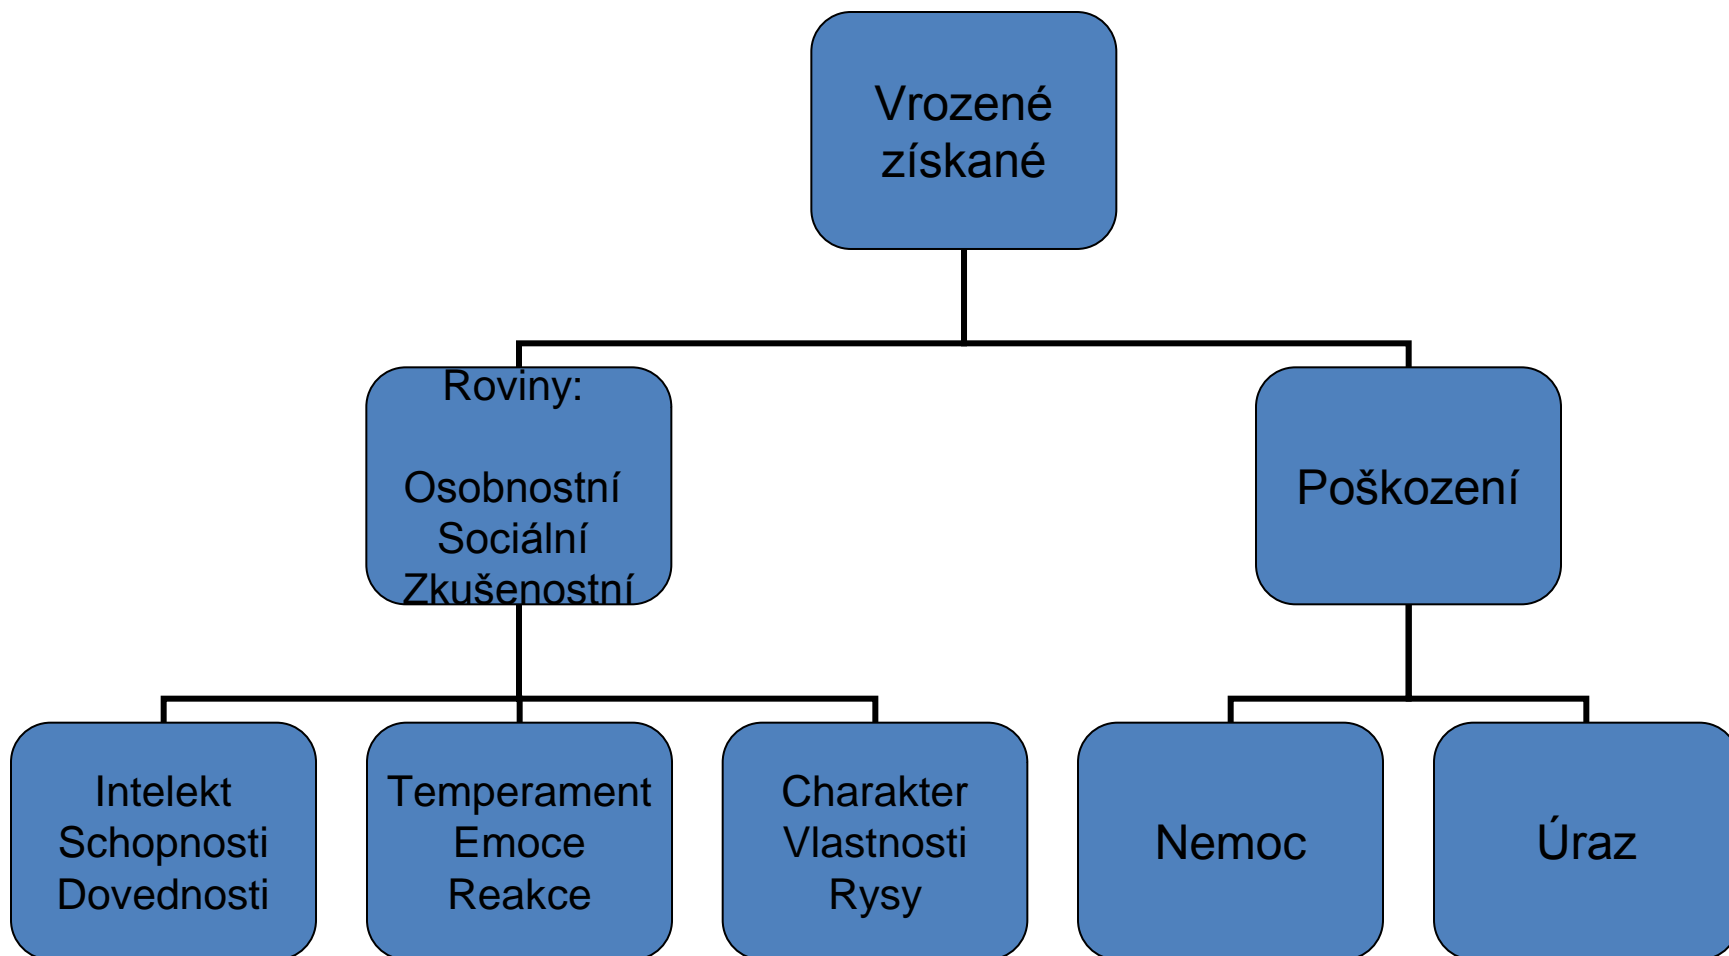 Vrozené
získané
Roviny:
Osobnostní
Sociální
Zkušenostní
Poškození
Intelekt
Schopnosti
Dovednosti
Temperament
Emoce
Reakce
Charakter
Vlastnosti
Rysy
Nemoc
Úraz